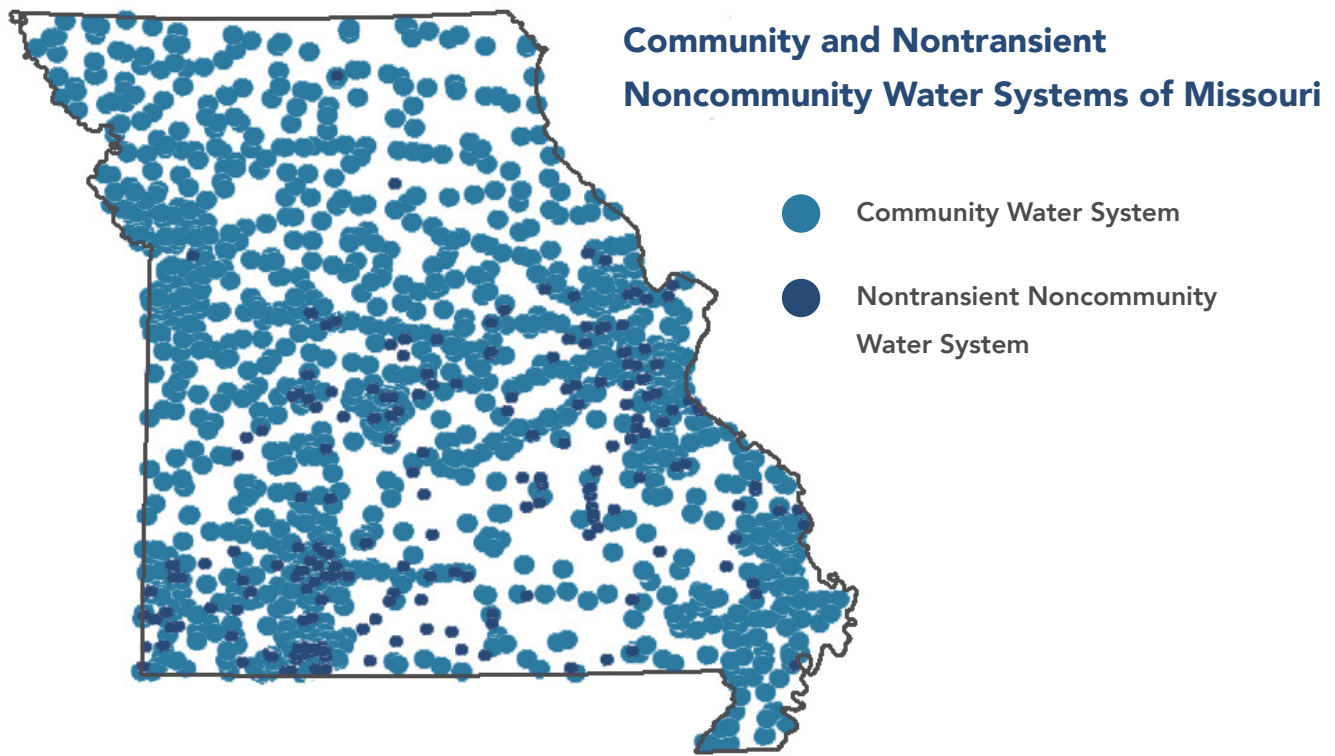 Community and Nontransient
Noncommunity Water Systems of Missouri
Community Water System
Nontransient Noncommunity
Water System